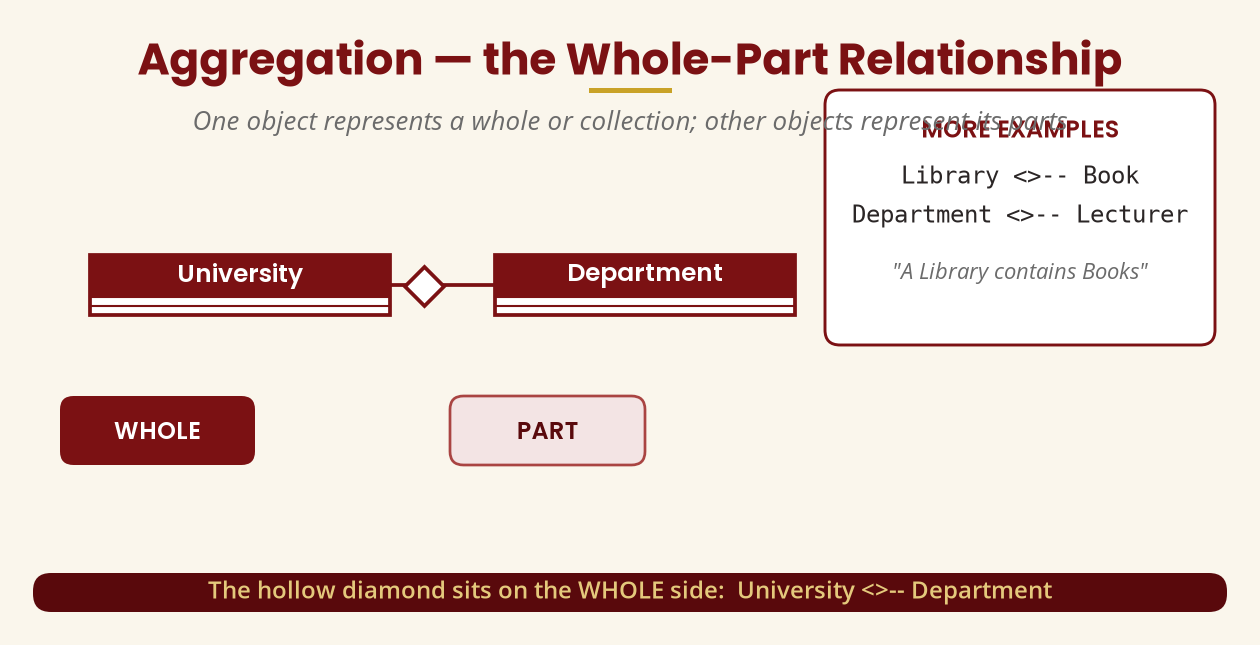 Aggregation — the Whole-Part Relationship
One object represents a whole or collection; other objects represent its parts
MORE EXAMPLES
Library <>-- Book
Department <>-- Lecturer
"A Library contains Books"
University
Department
WHOLE
PART
The hollow diamond sits on the WHOLE side: University <>-- Department